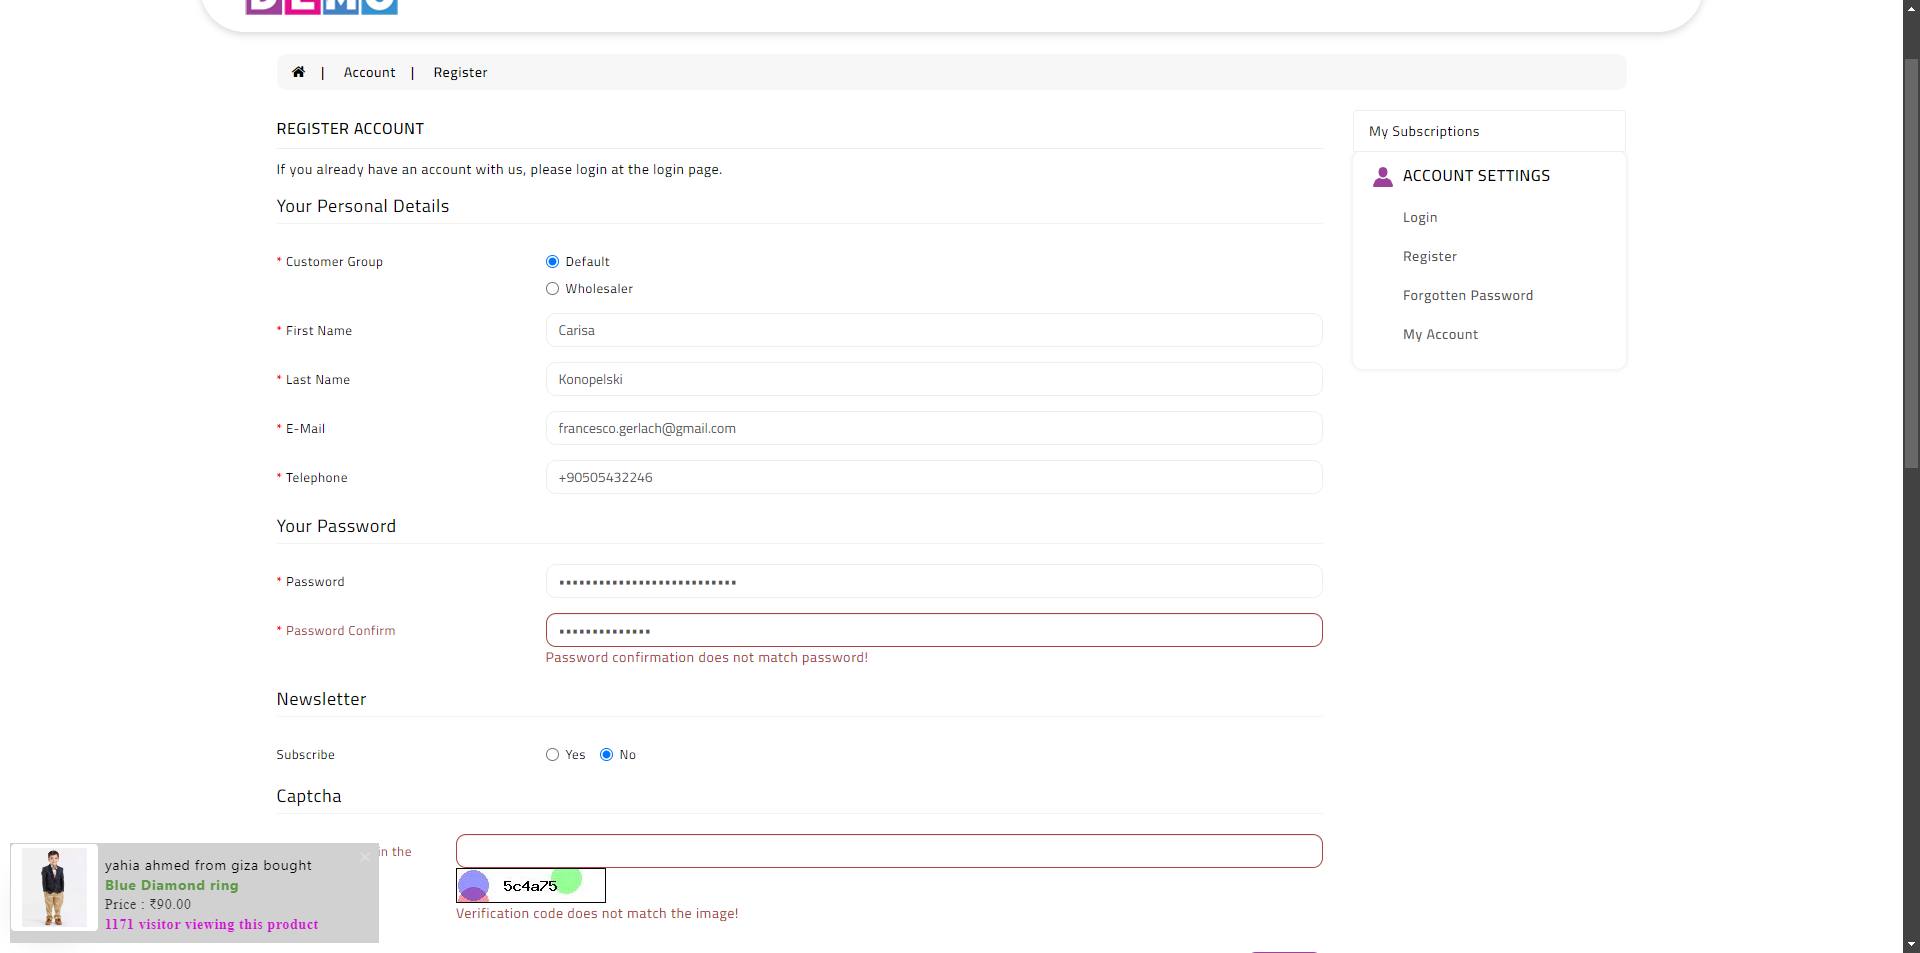 Account | Register
REGISTER ACCOUNT
If you already have an account with us, please login at the login page.
Your Personal Details
* Customer Group
Default
Wholesaler
* First Name
Carisa
* Last Name
Konopelski
* E-Mail
francesco.gerlach@gmail.com
* Telephone
+90505432246
Your Password
* Password
* Password Confirm
Password confirmation does not match password!
Newsletter
Subscribe
Yes
No
Captcha
in the
5c4a75
Verification code does not match the image!
My Subscriptions
ACCOUNT SETTINGS
Login
Register
Forgotten Password
My Account
yahia ahmed from giza bought
Blue Diamond ring
Price : ₹90.00
1171 visitor viewing this product